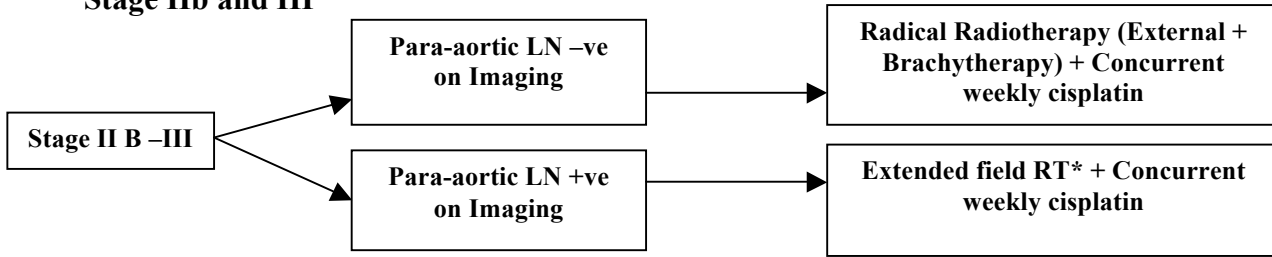 Stage IIb and III
Para-aortic LN –ve
on Imaging
Radical Radiotherapy (External +
Brachytherapy) + Concurrent
weekly cisplatin
Stage II B –III
Para-aortic LN +ve
on Imaging
Extended field RT* + Concurrent
weekly cisplatin